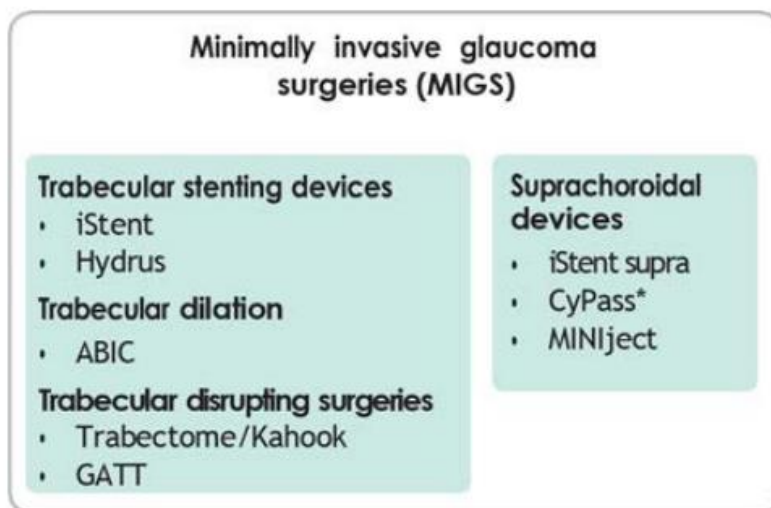 Minimally invasive glaucoma
surgeries (MIGS)
Trabecular stenting devices
• iStent
• Hydrus
Trabecular dilation
• ABIC
Trabecular disrupting surgeries
• Trabectome/Kahook
• GATT
Suprachoroidal
devices
• iStent supra
• CyPass*
• MINIject